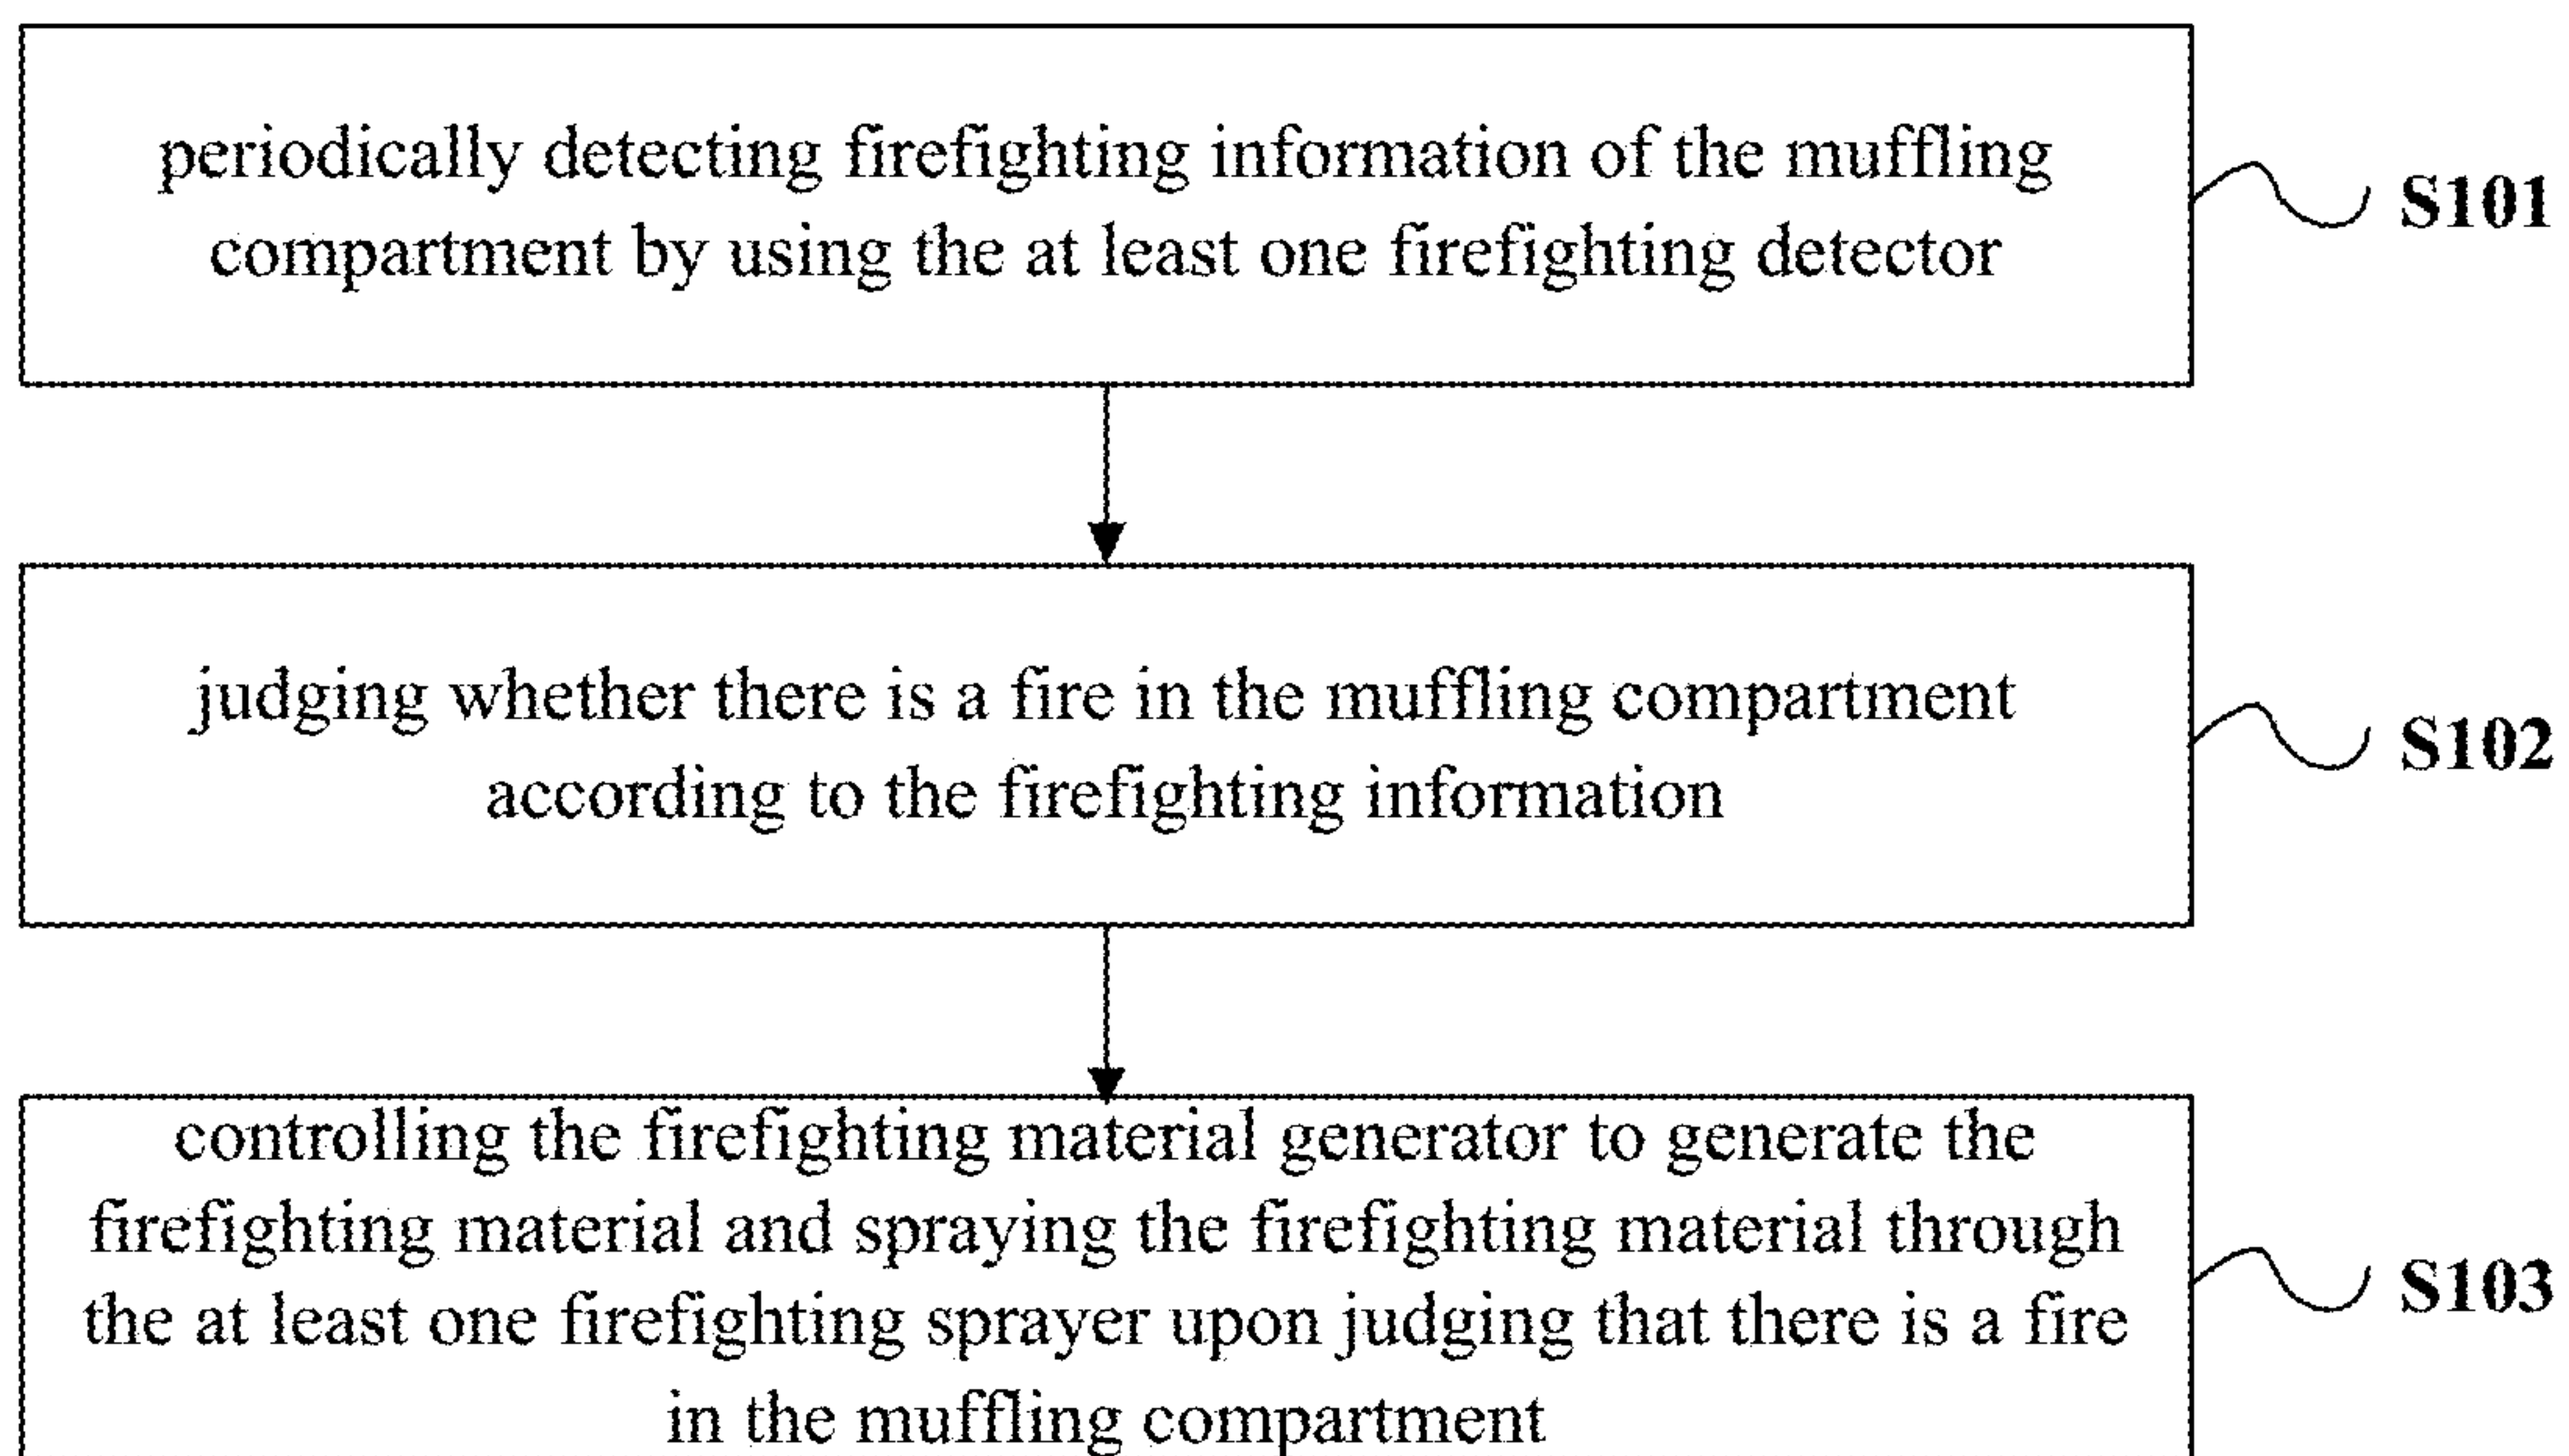 periodically detecting firefighting information of the muffling
compartment by using the at least one firefighting detector
S101
judging whether there is a fire in the muffling compartment
according to the firefighting information
S102
controlling the firefighting material generator to generate the
firefighting material and spraying the firefighting material through
the at least one firefighting sprayer upon judging that there is a fire
in the muffling compartment
S103